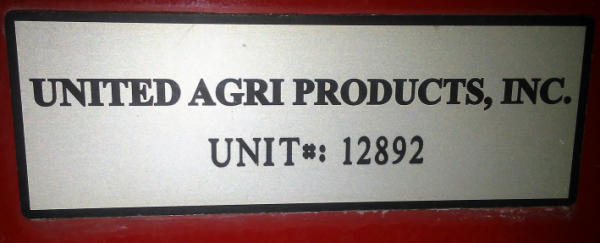 UNITED AGRI PRODUCTS, INC.
UNIT#: 12892